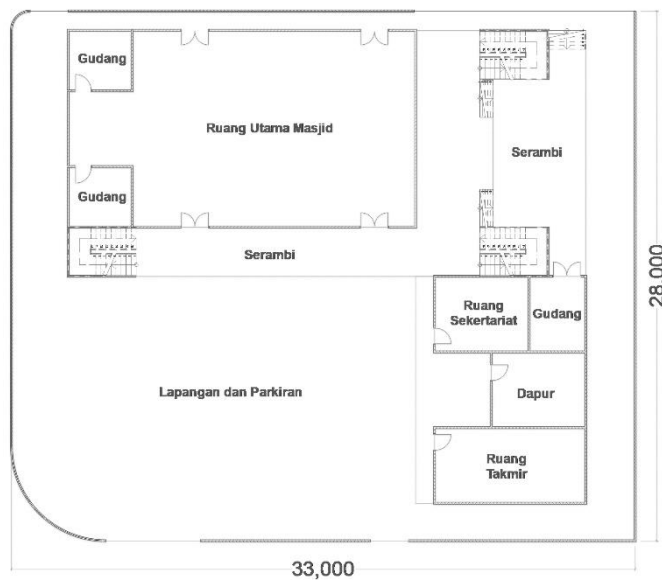 Gudang
Ruang Utama Masjid
Serambi
Gudang
Serambi
Ruang
Sekertariat
Gudang
28,000
Lapangan dan Parkiran
Dapur
Ruang
Takmir
33,000